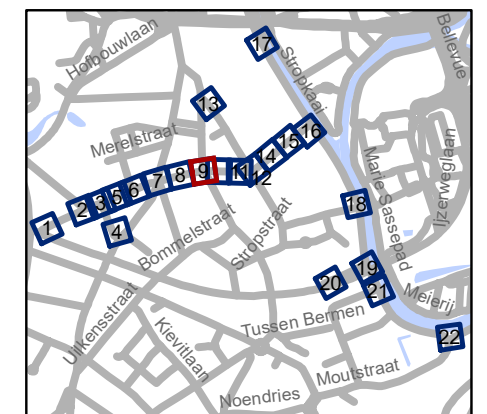 Hofbouwlaan
17
Stropkaai
Bellevue
13
Merelstraat
16
15
14
Marie Sassepad
Ijzerweglaan
12
11
9
8
7
6
5
3
2
1
4
18
Bommelstraat
Stropstraat
19
20
21
Meierij
Uilkensstraat
Kievitlaan
Tussen Bermen
22
Moutstraat
Noendries